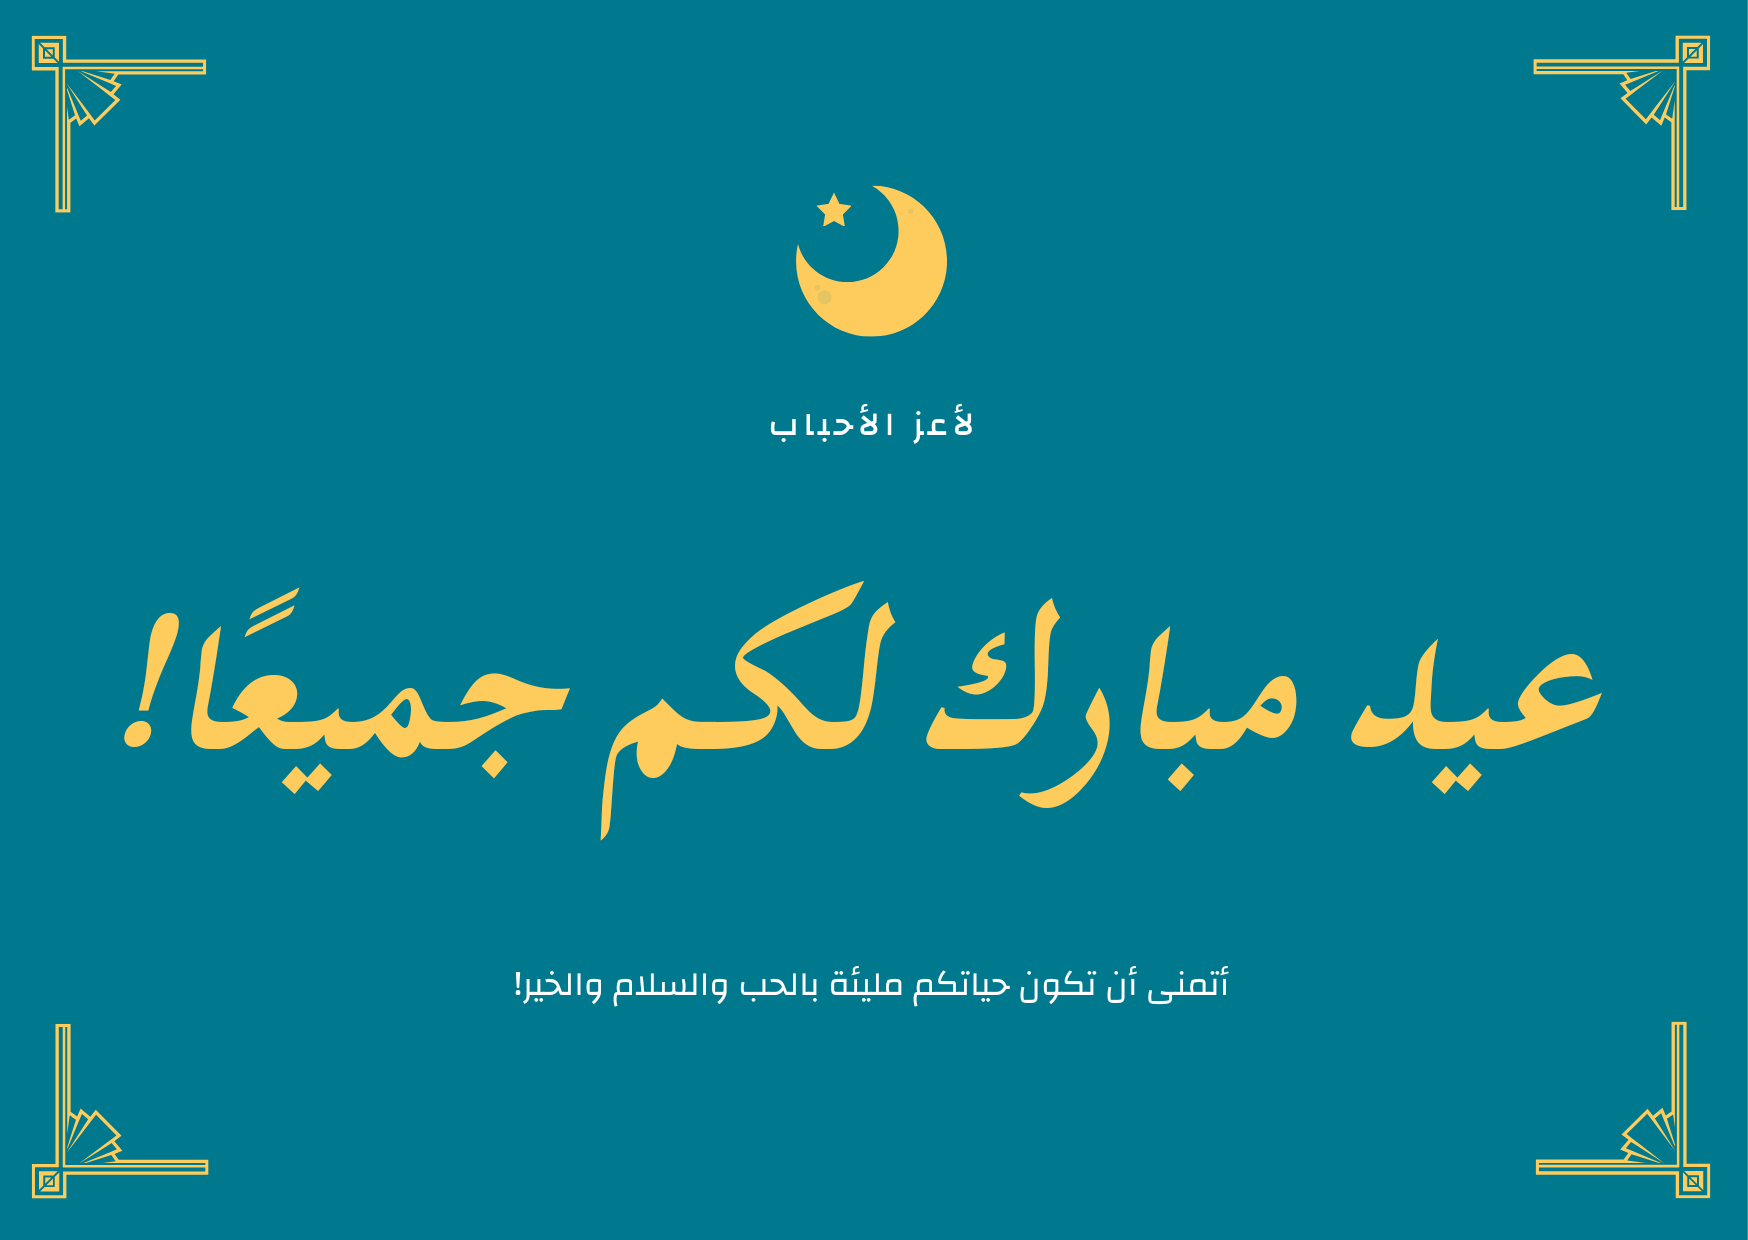 لأعز الأحباب
عيد مبارك لكم جميعًا!
أتمنى أن تكون حياتكم مليئة بالحب والسلام والخير!